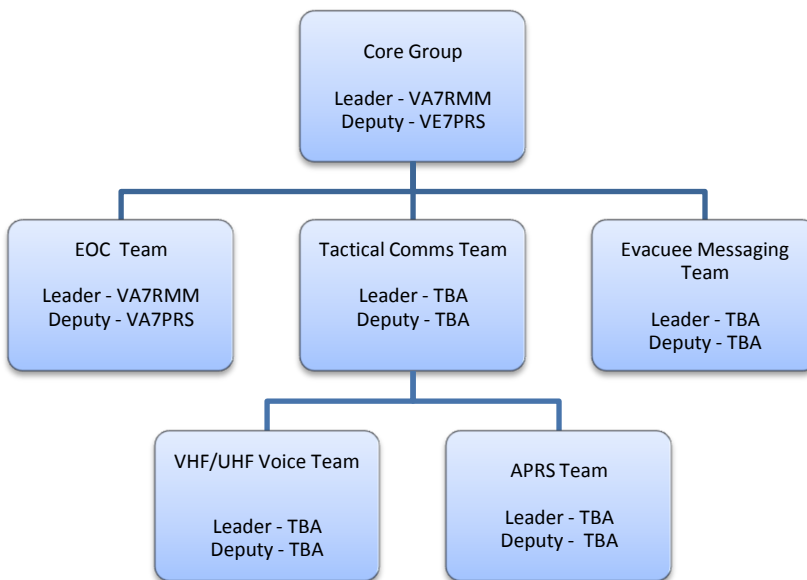 Core Group
Leader - VA7RMM
Deputy - VE7PRS
EOC Team
Leader - VA7RMM
Deputy - VA7PRS
Tactical Comms Team
Leader - TBA
Deputy - TBA
Evacuee Messaging
Team
Leader - TBA
Deputy - TBA
VHF/UHF Voice Team
Leader - TBA
Deputy - TBA
APRS Team
Leader - TBA
Deputy - TBA